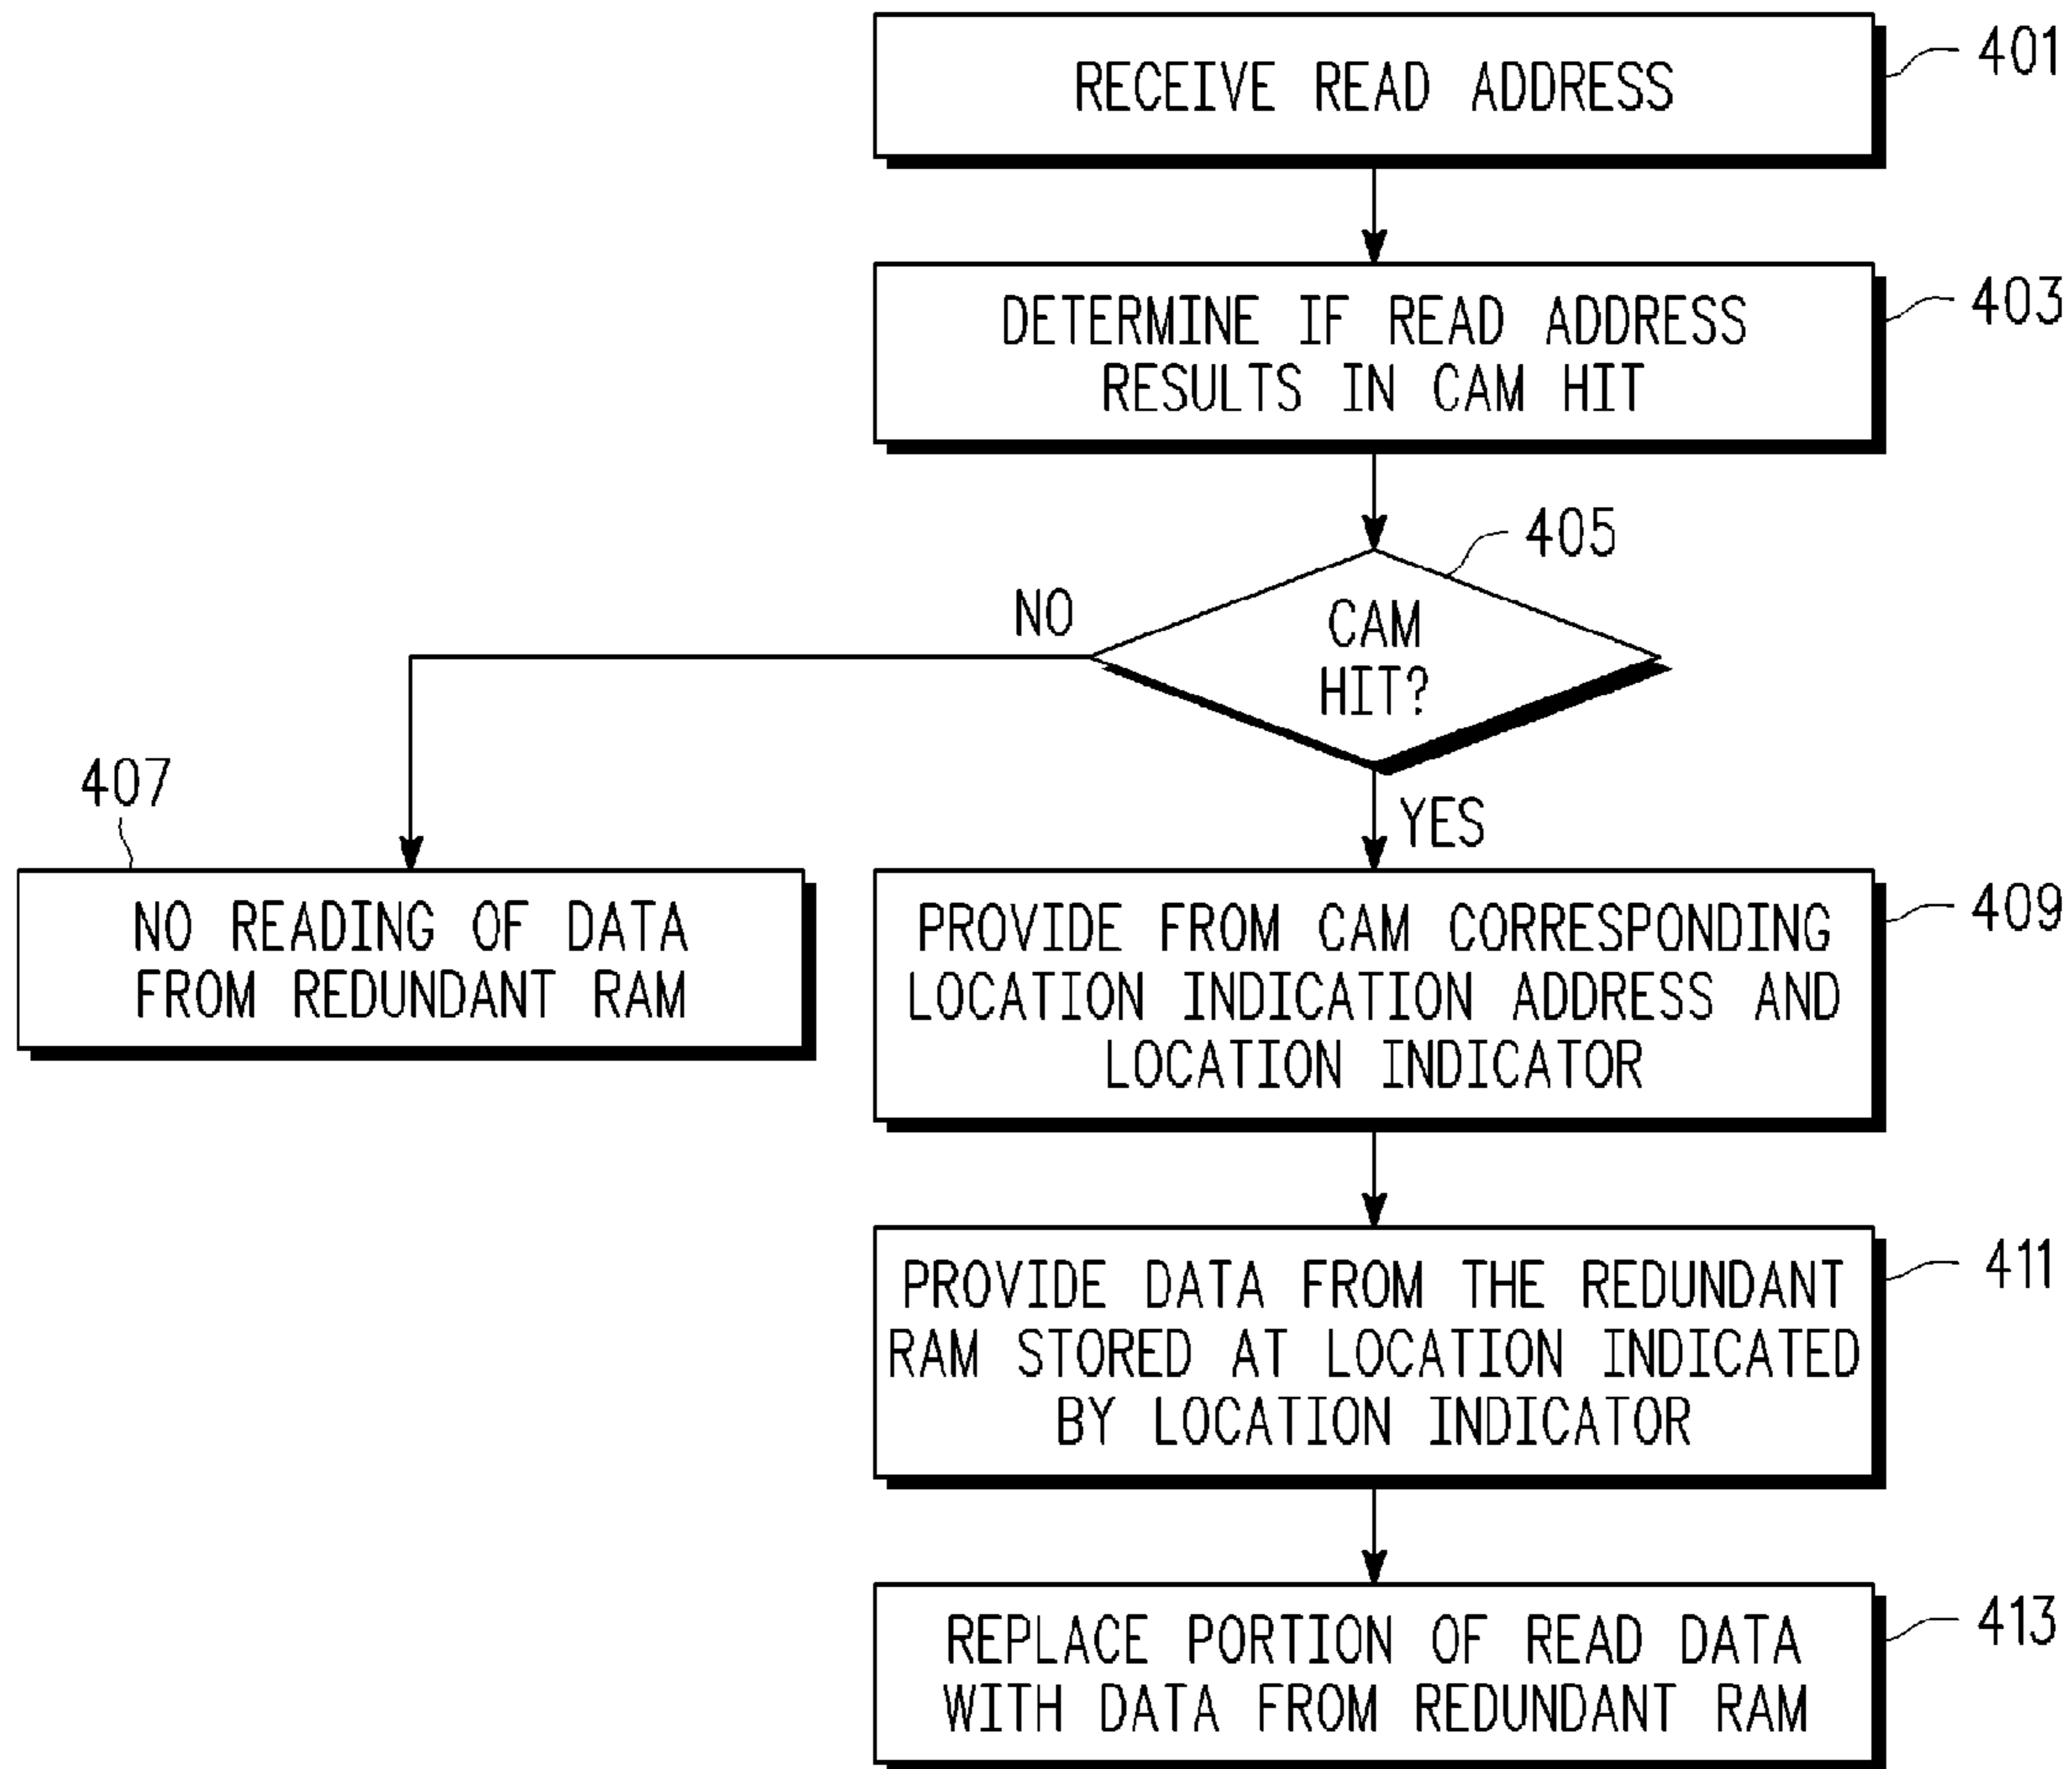 RECEIVE READ ADDRESS
401
DETERMINE IF READ ADDRESS
RESULTS IN CAM HIT
403
405
CAM
HIT?
NO
YES
407
NO READING OF DATA
FROM REDUNDANT RAM
PROVIDE FROM CAM CORRESPONDING
LOCATION INDICATION ADDRESS AND
LOCATION INDICATOR
409
PROVIDE DATA FROM THE REDUNDANT
RAM STORED AT LOCATION INDICATED
BY LOCATION INDICATOR
411
REPLACE PORTION OF READ DATA
WITH DATA FROM REDUNDANT RAM
413